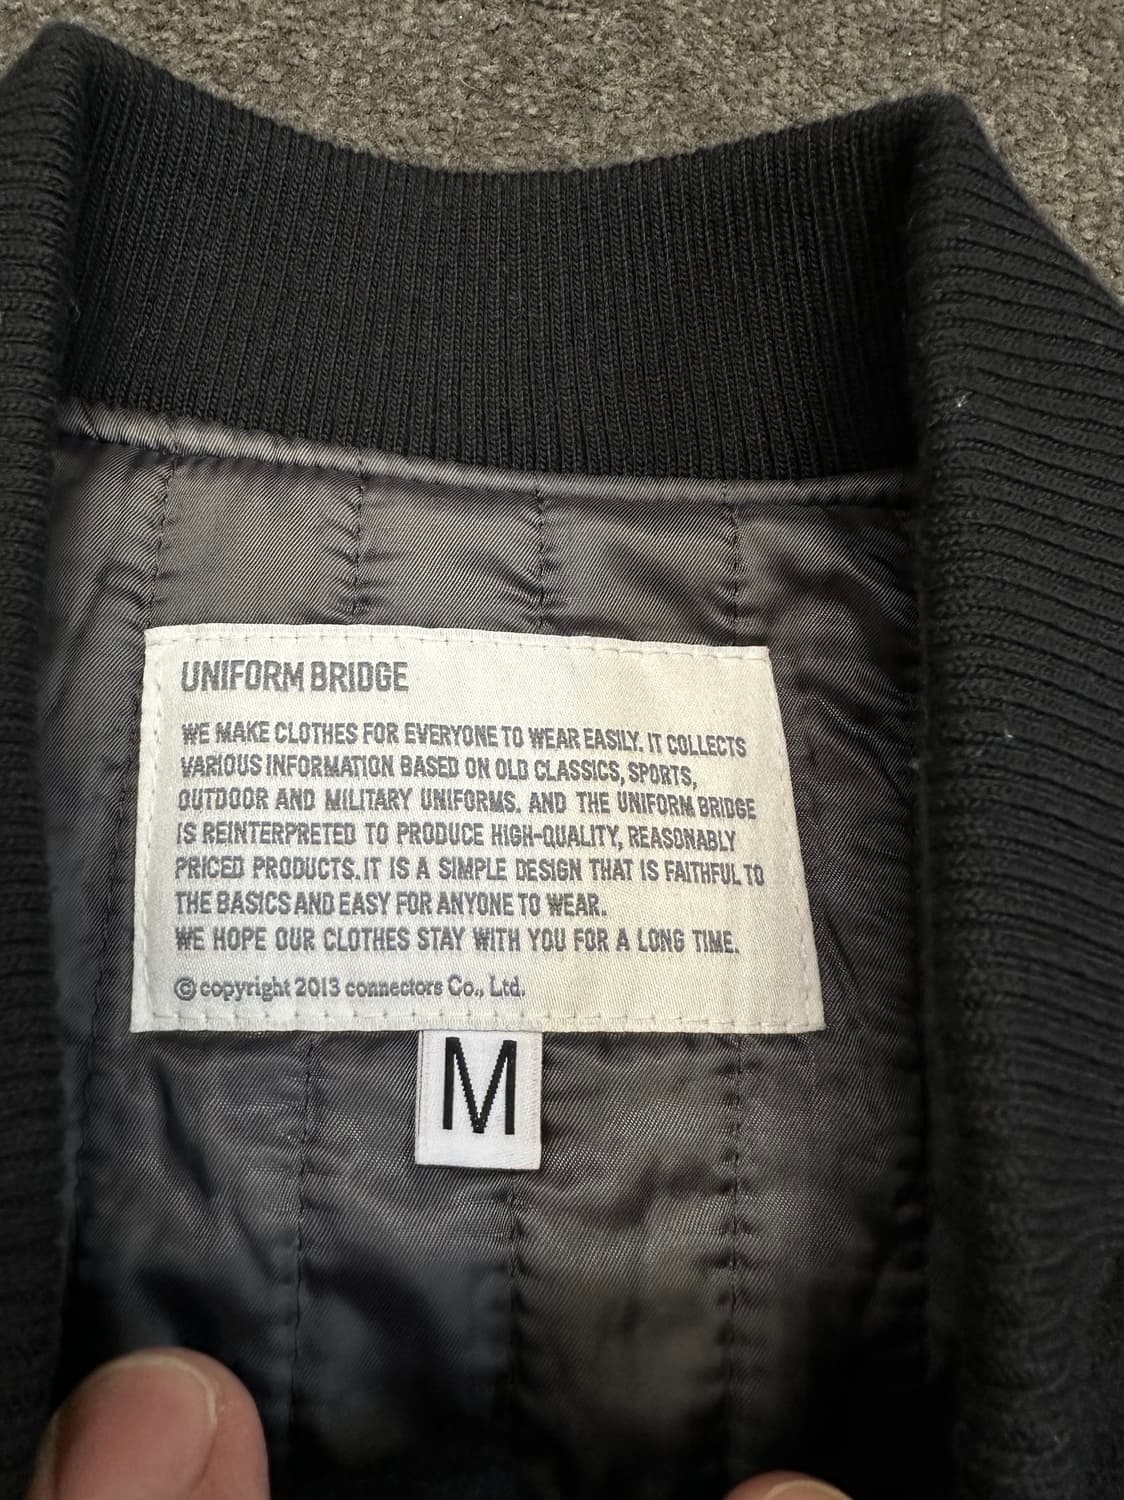 UNIFORM BRIDGE
WE MAKE CLOTHES FOR EVERYONE TO WEAR EASILY. IT COLLECTS
VARIOUS INFORMATION BASED ON OLD CLASSICS, SPORTS,
OUTDOOR AND MILITARY UNIFORMS. AND THE UNIFORM BRIDGE
IS REINTERPRETED TO PRODUCE HIGH-QUALITY, REASONABLY
PRICED PRODUCTS. IT IS A SIMPLE DESIGN THAT IS FAITHFUL TO
THE BASICS AND EASY FOR ANYONE TO WEAR.
WE HOPE OUR CLOTHES STAY WITH YOU FOR A LONG TIME.
© copyright 2013 connectors Co., Ltd.
M